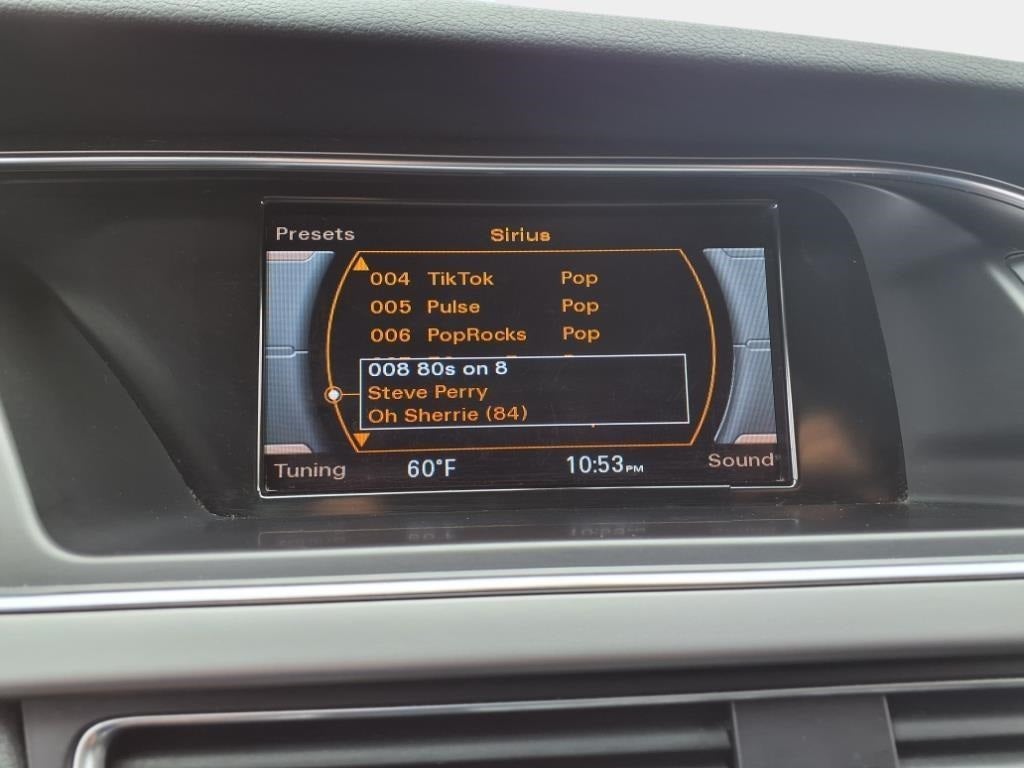 Presets Sirius
004 TikTok Pop
005 Pulse Pop
006 PopRocks Pop
008 80s on 8
Steve Perry
Oh Sherrie (84)
Tuning 60°F 10:53PM Sound